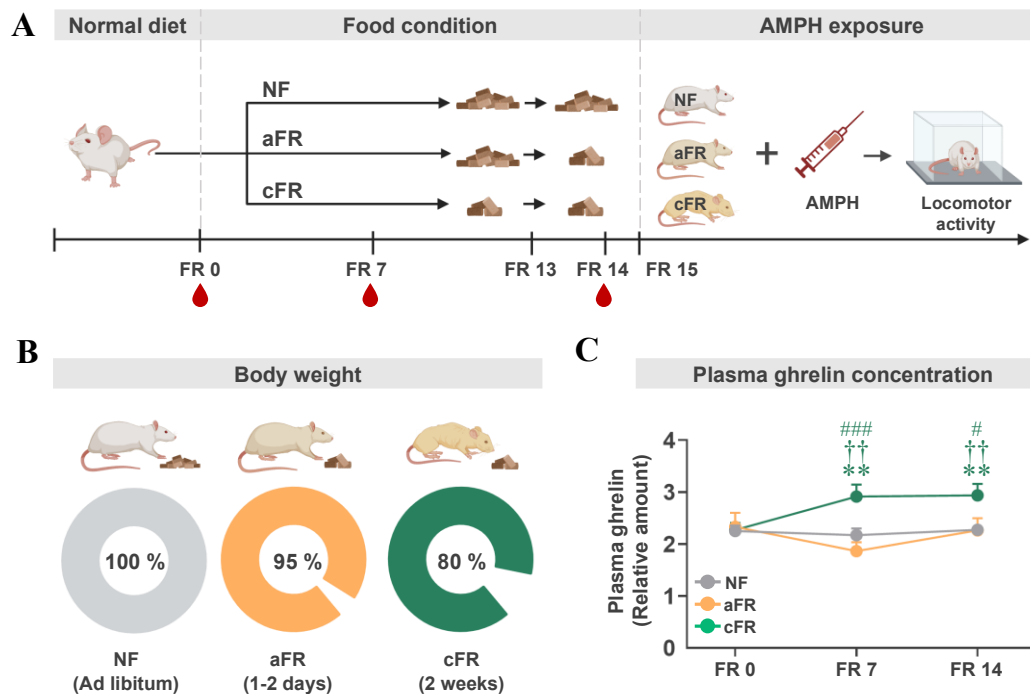 A
Normal diet
Food condition
AMPH exposure
NF
aFR
cFR
NF
aFR
cFR
+
AMPH
Locomotor
activity
FR 0
FR 7
FR 13
FR 14
FR 15
B
Body weight
100 %
95 %
80 %
NF
(Ad libitum)
aFR
(1-2 days)
cFR
(2 weeks)
C
Plasma ghrelin concentration
Plasma ghrelin
(Relative amount)
4
3
2
1
0
###
††
**
#
††
**
NF
aFR
cFR
FR 0
FR 7
FR 14